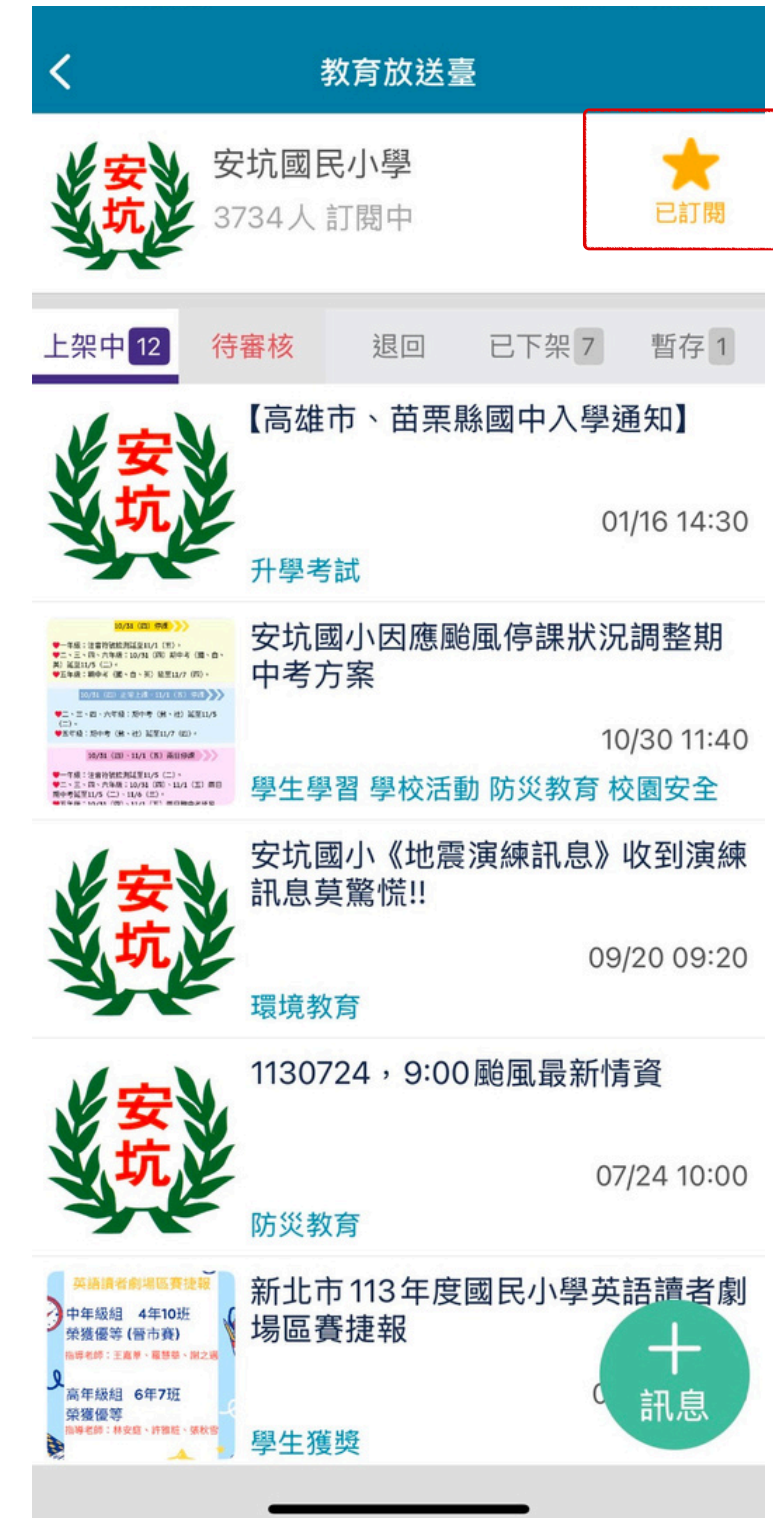 教育放送臺
安坑
安坑國民小學
3734人 訂閱中
已訂閱
上架中 12 待審核 退回 已下架 7 暫存 1
安坑
【高雄市、苗栗縣國中入學通知】
01/16 14:30
升學考試
10/31 (四) 停課
安坑國小因應颱風停課狀況調整期
中考方案
10/30 11:40
學生學習 學校活動 防災教育 校園安全
安坑
安坑國小《地震演練訊息》收到演練
訊息莫驚慌!!
09/20 09:20
環境教育
安坑
1130724，9:00颱風最新情資
07/24 10:00
防災教育
英語讀者劇場區賽捷報
中年級組 4年10班
榮獲優等 (晉市賽)
高年級組 6年7班
榮獲優等
新北市113年度國民小學英語讀者劇
場區賽捷報
學生獲獎
訊息